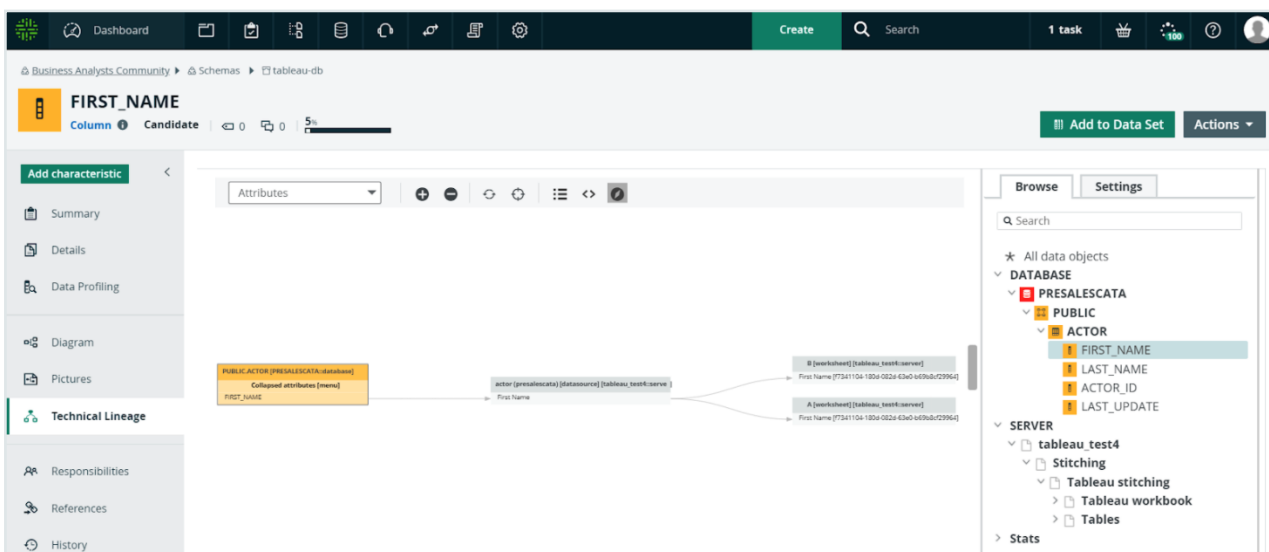 Dashboard
Create
Search
1 task
100
Business Analysts Community
Schemas
tableau-db
FIRST_NAME
Column
Candidate
0
0
5%
Add to Data Set
Actions
Add characteristic
Summary
Details
Data Profiling
Diagram
Pictures
Technical Lineage
Responsibilities
References
History
Attributes
PUBLIC.ACTOR [PRESALESCATA::database]
Collapsed attributes [menu]
FIRST_NAME
actor (presalescata) [datasource] [tableau_test4::serve
First Name
B [worksheet] [tableau_test4::server]
First Name [f7341104-180d-082d-63e0-b69b8cf29964]
A [worksheet] [tableau_test4::server]
First Name [f7341104-180d-082d-63e0-b69b8cf29964]
Browse
Settings
Search
All data objects
DATABASE
PRESALESCATA
PUBLIC
ACTOR
FIRST_NAME
LAST_NAME
ACTOR_ID
LAST_UPDATE
SERVER
tableau_test4
Stitching
Tableau stitching
Tableau workbook
Tables
Stats